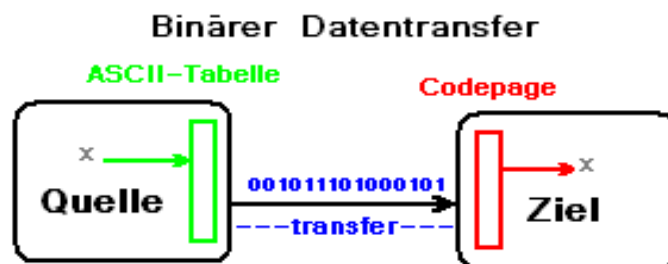 Binärer Datentransfer
ASCII-Tabelle
Codepage
x
x
001011101000101
Quelle
Ziel
---transfer---